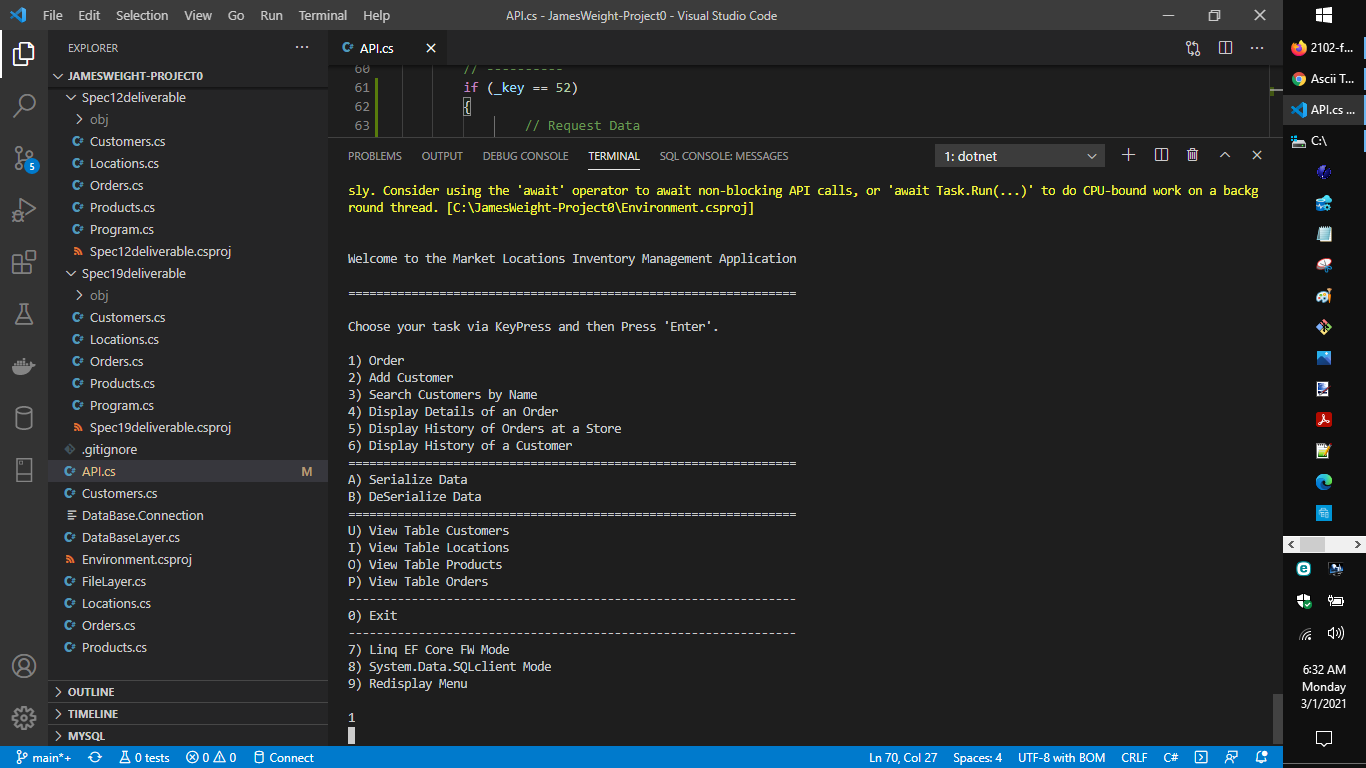 File Edit Selection View Go Run Terminal Help
API.cs - JamesWeight-Project0 - Visual Studio Code
EXPLORER
JAMESWEIGHT-PROJECT0
Spec12deliverable
obj
Customers.cs
Locations.cs
Orders.cs
Products.cs
Program.cs
Spec12deliverable.csproj
Spec19deliverable
obj
Customers.cs
Locations.cs
Orders.cs
Products.cs
Program.cs
Spec19deliverable.csproj
.gitignore
API.cs M
Customers.cs
DataBase.Connection
DataBaseLayer.cs
Environment.csproj
FileLayer.cs
Locations.cs
Orders.cs
Products.cs
OUTLINE
TIMELINE
MYSQL
5
API.cs
60 // ----------
61 if (_key == 52)
62 {
63 // Request Data
PROBLEMS OUTPUT DEBUG CONSOLE TERMINAL SQL CONSOLE: MESSAGES
1: dotnet
sly. Consider using the 'await' operator to await non-blocking API calls, or 'await Task.Run(...)' to do CPU-bound work on a backg
round thread. [C:\JamesWeight-Project0\Environment.csproj]
Welcome to the Market Locations Inventory Management Application
================================================================
Choose your task via KeyPress and then Press 'Enter'.
1) Order
2) Add Customer
3) Search Customers by Name
4) Display Details of an Order
5) Display History of Orders at a Store
6) Display History of a Customer
================================================================
A) Serialize Data
B) DeSerialize Data
================================================================
U) View Table Customers
I) View Table Locations
O) View Table Products
P) View Table Orders
----------------------------------------------------------------
0) Exit
----------------------------------------------------------------
7) Linq EF Core FW Mode
8) System.Data.SQLclient Mode
9) Redisplay Menu
1
main*+ 0 tests 0 0 Connect
Ln 70, Col 27 Spaces: 4 UTF-8 with BOM CRLF C#
2102-f...
Ascii T...
API.cs ...
C:\
6:32 AM
Monday
3/1/2021